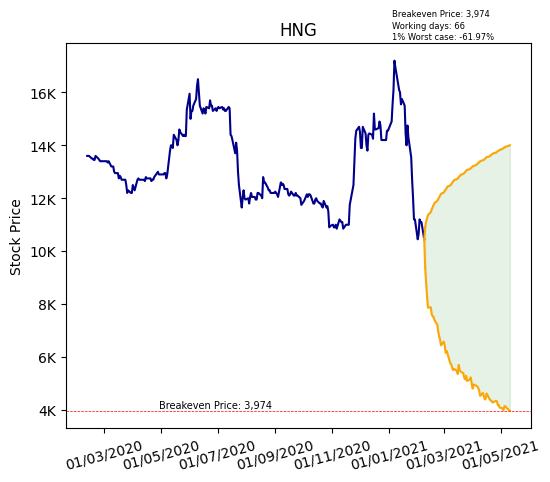 Breakeven Price: 3,974
Working days: 66
1% Worst case: -61.97%
HNG
Stock Price
16K
14K
12K
10K
8K
6K
4K
Breakeven Price: 3,974
01/03/2020
01/05/2020
01/07/2020
01/09/2020
01/11/2020
01/01/2021
01/03/2021
01/05/2021